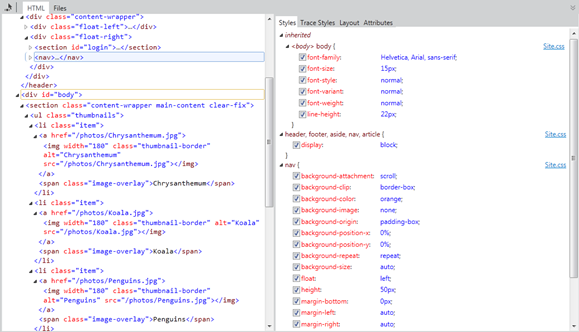 HTML Files
<div class="content-wrapper">
<div class="float-left">…</div>
<div class="float-right">
<section id="login">…</section>
<nav>…</nav>
</div>
</div>
</header>
<div id="body">
<section class="content-wrapper main-content clear-fix">
<ul class="thumbnails">
<li class="item">
<a href="/photos/Chrysanthemum.jpg">
<img width="180" class="thumbnail-border"
alt="Chrysanthemum"
src="/photos/Chrysanthemum.jpg"></img>
</a>
<span class="image-overlay">Chrysanthemum</span>
</li>
<li class="item">
<a href="/photos/Koala.jpg">
<img width="180" class="thumbnail-border" alt="Koala"
src="/photos/Koala.jpg"></img>
</a>
<span class="image-overlay">Koala</span>
</li>
<li class="item">
<a href="/photos/Penguins.jpg">
<img width="180" class="thumbnail-border"
alt="Penguins" src="/photos/Penguins.jpg"></img>
</a>
<span class="image-overlay">Penguins</span>
</li>
Styles Trace Styles Layout Attributes
inherited
<body> body { Site.css
font-family: Helvetica, Arial, sans-serif;
font-size: 15px;
font-style: normal;
font-variant: normal;
font-weight: normal;
line-height: 22px;
}
header, footer, aside, nav, article { Site.css
display: block;
}
nav { Site.css
background-attachment: scroll;
background-clip: border-box;
background-color: orange;
background-image: none;
background-origin: padding-box;
background-position-x: 0%;
background-position-y: 0%;
background-repeat: repeat;
background-size: auto;
float: left;
height: 50px;
margin-bottom: 0px;
margin-left: auto;
margin-right: auto;